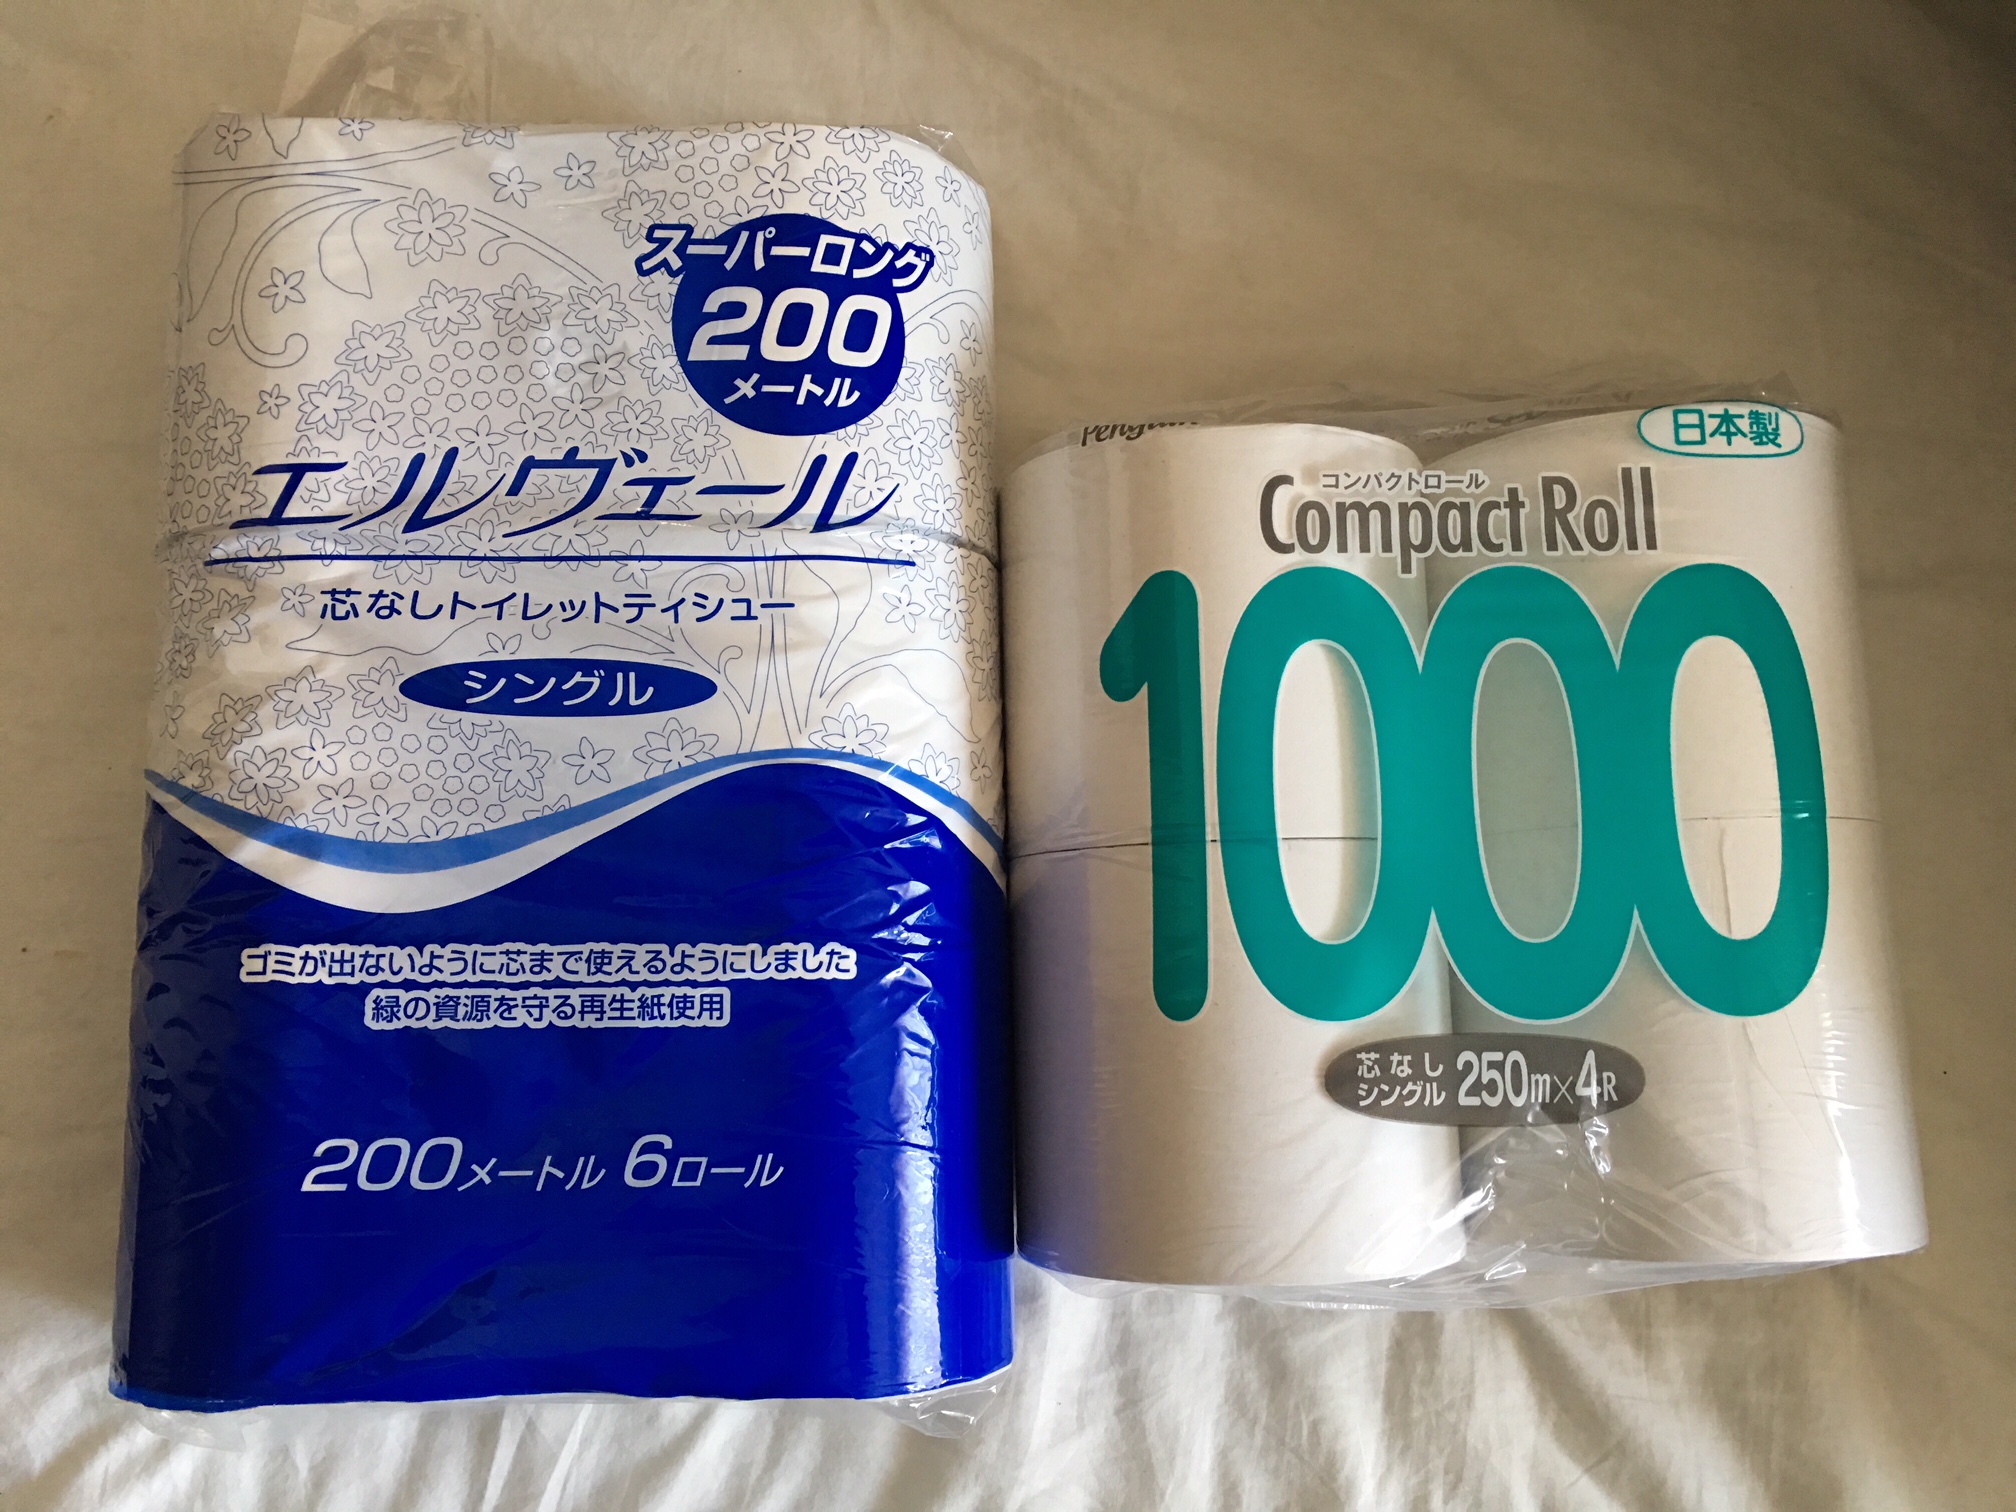 スーパーロング
200
メートル
エルヴェール
芯なしトイレットティシュー
シングル
ゴミが出ないように芯まで使えるようにしました
緑の資源を守る再生紙使用
200メートル 6ロール
Penguin
日本製
コンパクトロール
Compact Roll
1000
芯なし
シングル 250m×4R